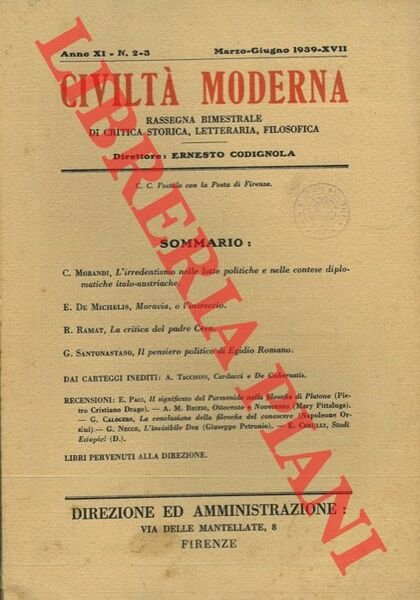 Anno XI - N. 2-3 Marzo-Giugno 1939-XVII
CIVILTÀ MODERNA
RASSEGNA BIMESTRALE
DI CRITICA STORICA, LETTERARIA, FILOSOFICA
Direttore: ERNESTO CODIGNOLA
C. C. Postale con la Posta di Firenze.
SOMMARIO:
C. MORANDI, L'irredentismo nelle lotte politiche e nelle contese diplo-
matiche italo-austriache.
E. DE MICHELIS, Moravia, o l'intreccio.
R. RAMAT, La critica del padre Ceva.
G. SANTONASTASO, Il pensiero politico di Egidio Romano.
DAI CARTEGGI INEDITI: A. TACCHINI, Carducci e De Gubernatis.
RECENSIONI: E. PACI, Il significato del Parmenide nella filosofia di Platone (Pie-
tro Cristiano Drago). — A. M. BRIZIO, Ottocento e Novecento (Mary Pittaluga).
— G. CALOGERO, La conclusione della filosofia del conoscere (Napoleone Or-
sini). — G. NECCO, L'invisibile Dea (Giuseppe Petronio). — E. CERULLI, Studi
Etiopici (D.).
LIBRI PERVENUTI ALLA DIREZIONE.
DIREZIONE ED AMMINISTRAZIONE:
VIA DELLE MANTELLATE, 8
FIRENZE
LIBRERIA PIANI